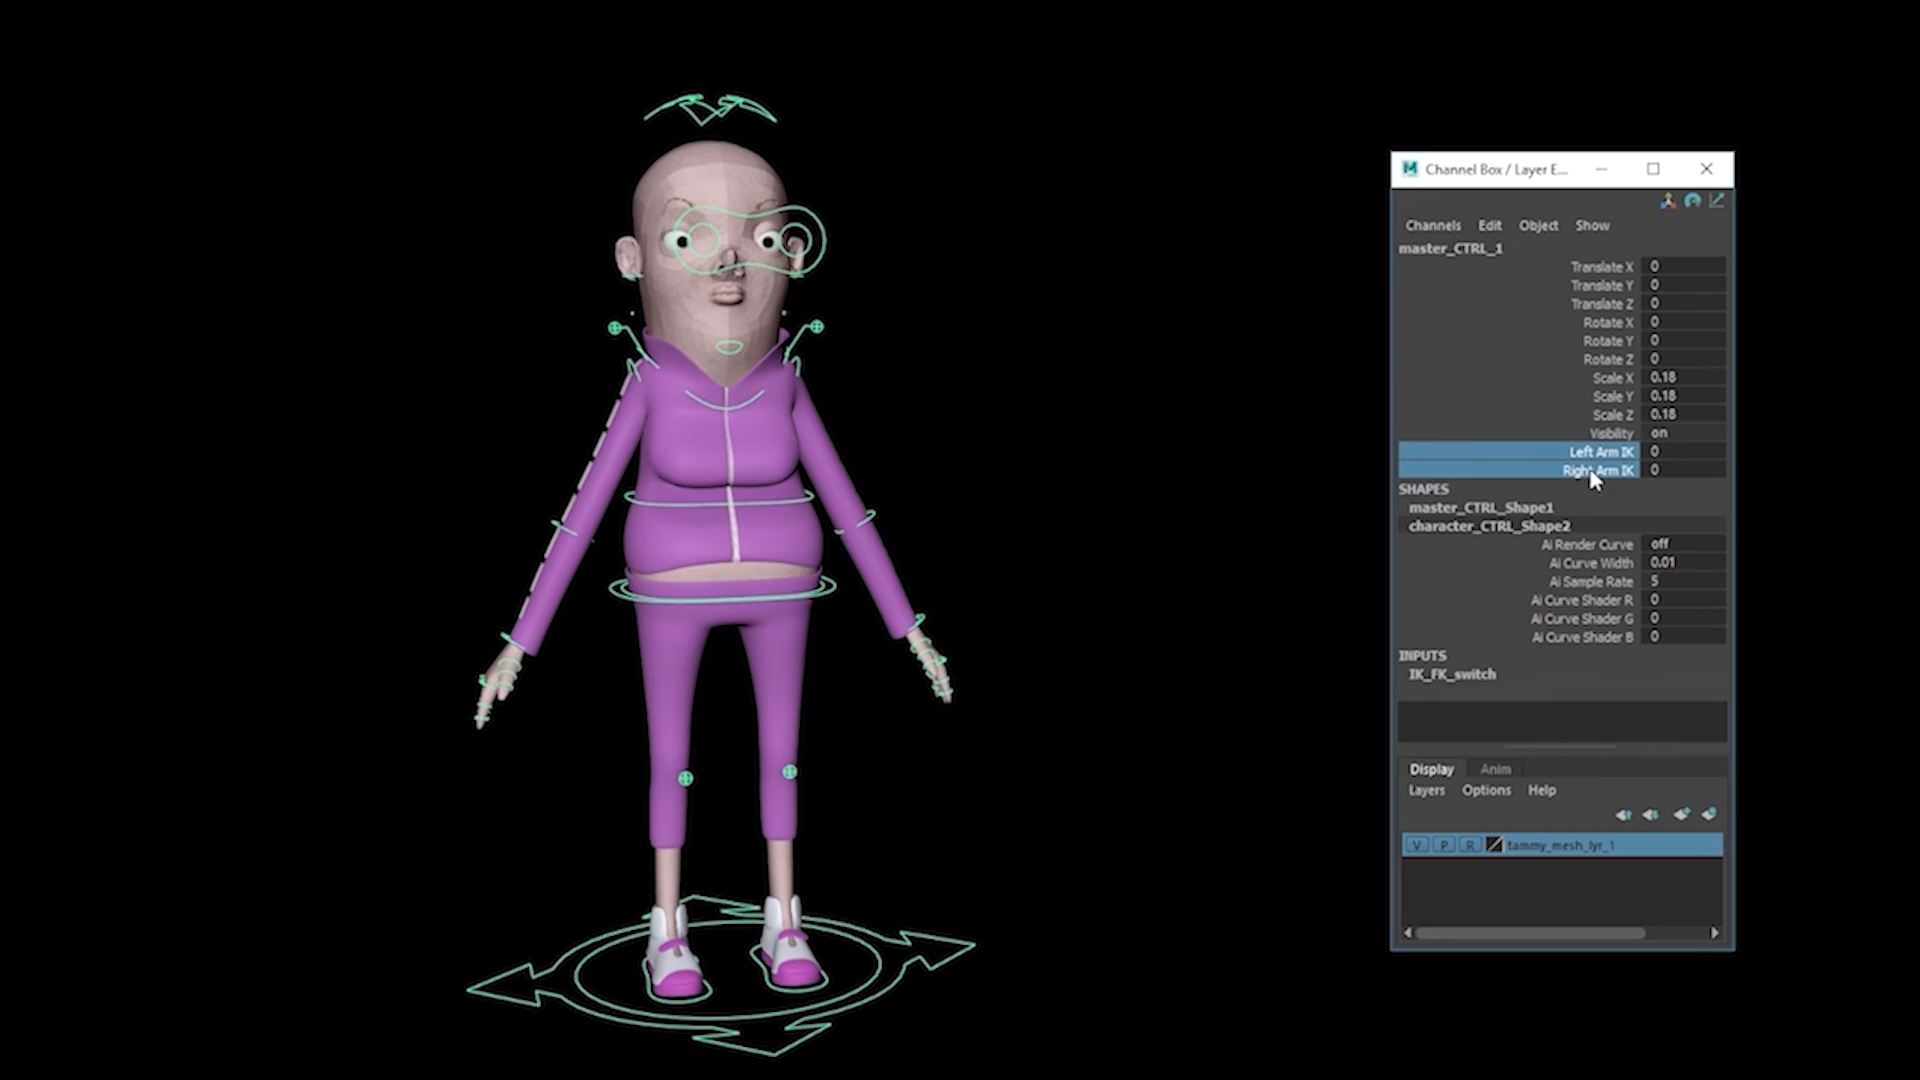 Channel Box / Layer E...
Channels Edit Object Show
master_CTRL_1
Translate X 0
Translate Y 0
Translate Z 0
Rotate X 0
Rotate Y 0
Rotate Z 0
Scale X 0.18
Scale Y 0.18
Scale Z 0.18
Visibility on
Left Arm IK 0
Right Arm IK 0
SHAPES
master_CTRL_Shape1
character_CTRL_Shape2
Ai Render Curve off
Ai Curve Width 0.01
Ai Sample Rate 5
Ai Curve Shader R 0
Ai Curve Shader G 0
Ai Curve Shader B 0
INPUTS
IK_FK_switch
Display Anim
Layers Options Help
V P R tammy_mesh_lyr_1